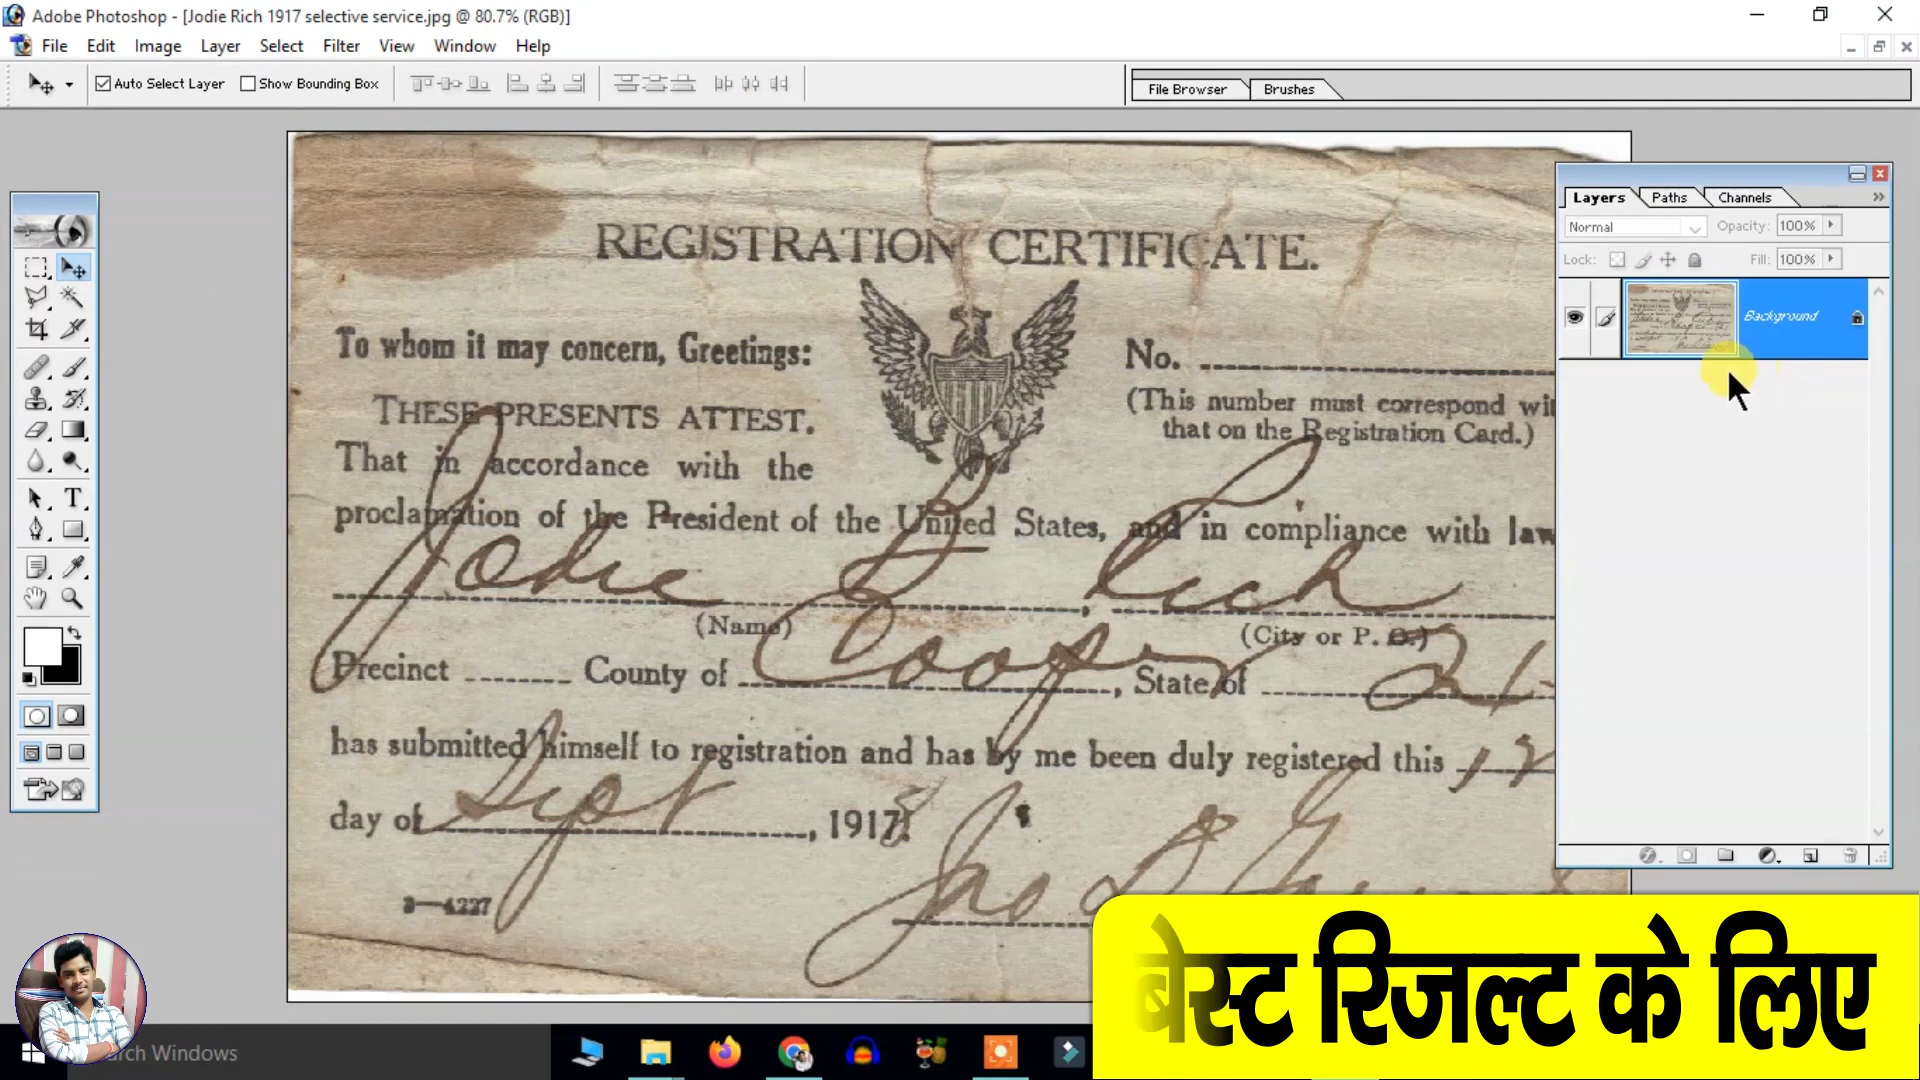 Adobe Photoshop - [Jodie Rich 1917 selective service.jpg @ 80.7% (RGB)]
File Edit Image Layer Select Filter View Window Help
Auto Select Layer Show Bounding Box
File Browser Brushes
Layers Paths Channels
Normal Opacity: 100%
Lock: Fill: 100%
Background
REGISTRATION CERTIFICATE.
To whom it may concern, Greetings:
THESE PRESENTS ATTEST.
That in accordance with the
No.
(This number must correspond wit
that on the Registration Card.)
proclamation of the President of the United States, and in compliance with law
Jodie Rich
(Name)
(City or P. O.)
Precinct County of Cooper, State of
has submitted himself to registration and has by me been duly registered this 12
day of Sept, 1917.
3—4227
बेस्ट रिजल्ट के लिए
arch Windows